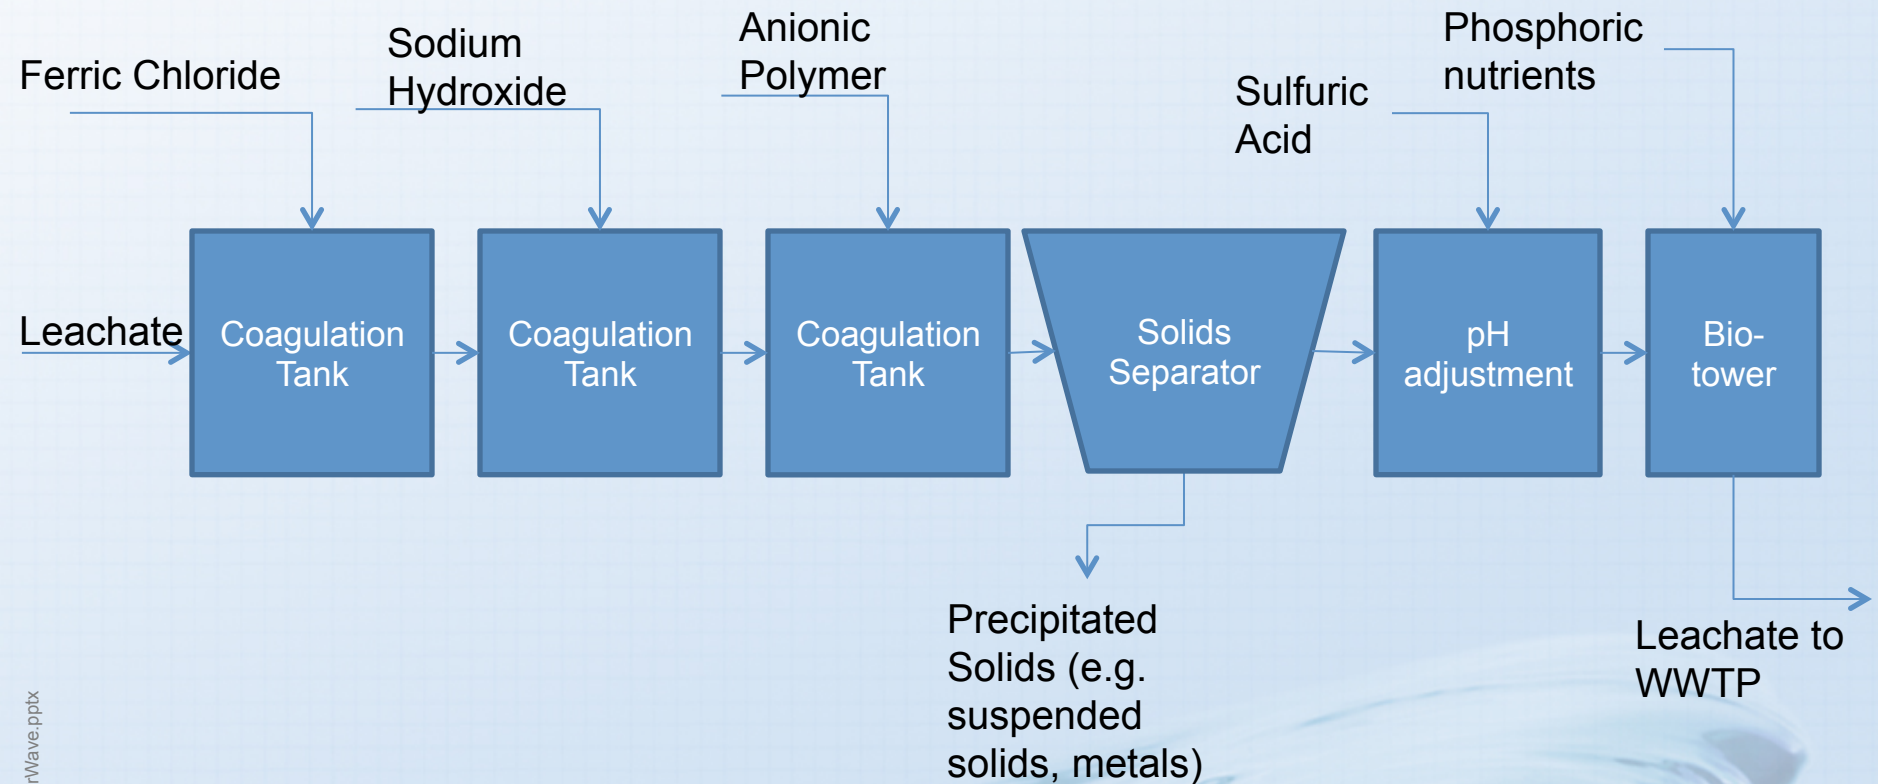 Ferric Chloride
Sodium
Hydroxide
Anionic
Polymer
Sulfuric
Acid
Phosphoric
nutrients
Leachate
Coagulation
Tank
Coagulation
Tank
Coagulation
Tank
Solids
Separator
pH
adjustment
Bio-
tower
Precipitated
Solids (e.g.
suspended
solids, metals)
Leachate to
WWTP
rWave.pptx